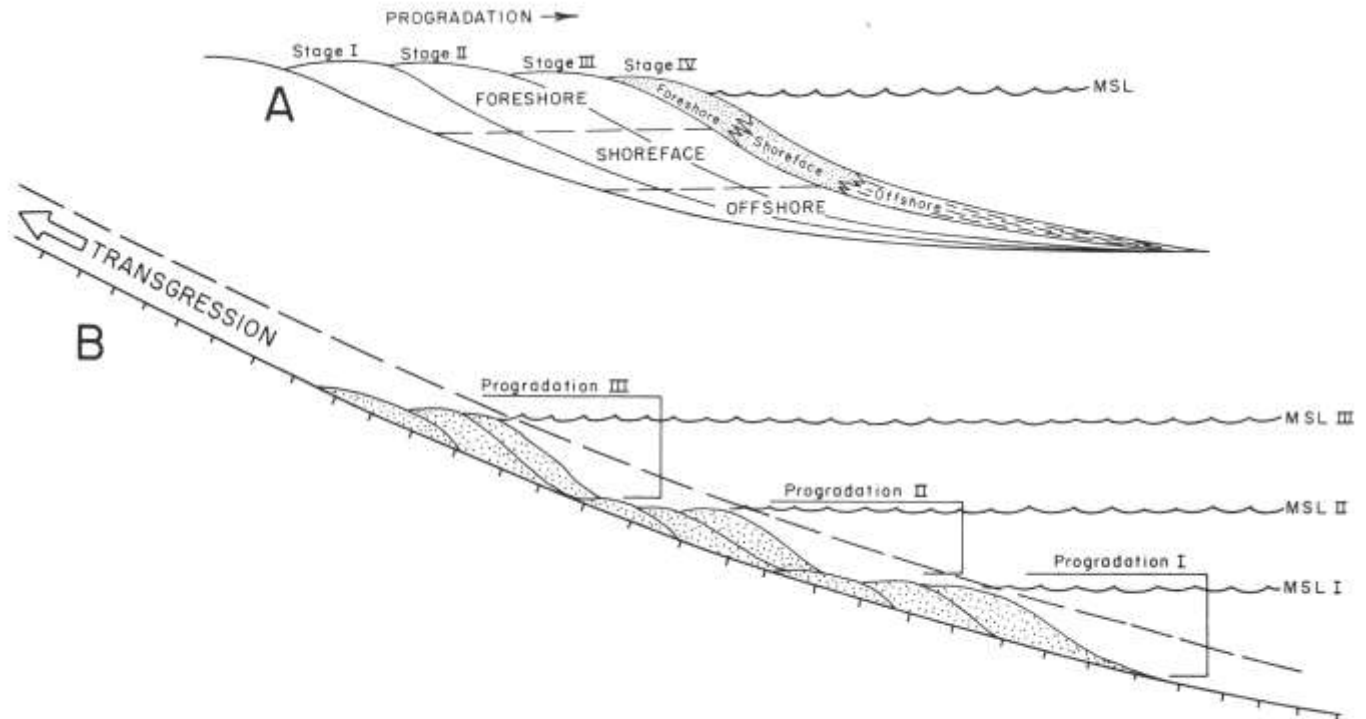 PROGRADATION
Stage I
Stage II
Stage III
Stage IV
MSL
A
FORESHORE
Foreshore
SHOREFACE
Shoreface
OFFSHORE
Offshore
TRANSGRESSION
B
Progradation III
MSL III
Progradation II
MSL II
Progradation I
MSL I